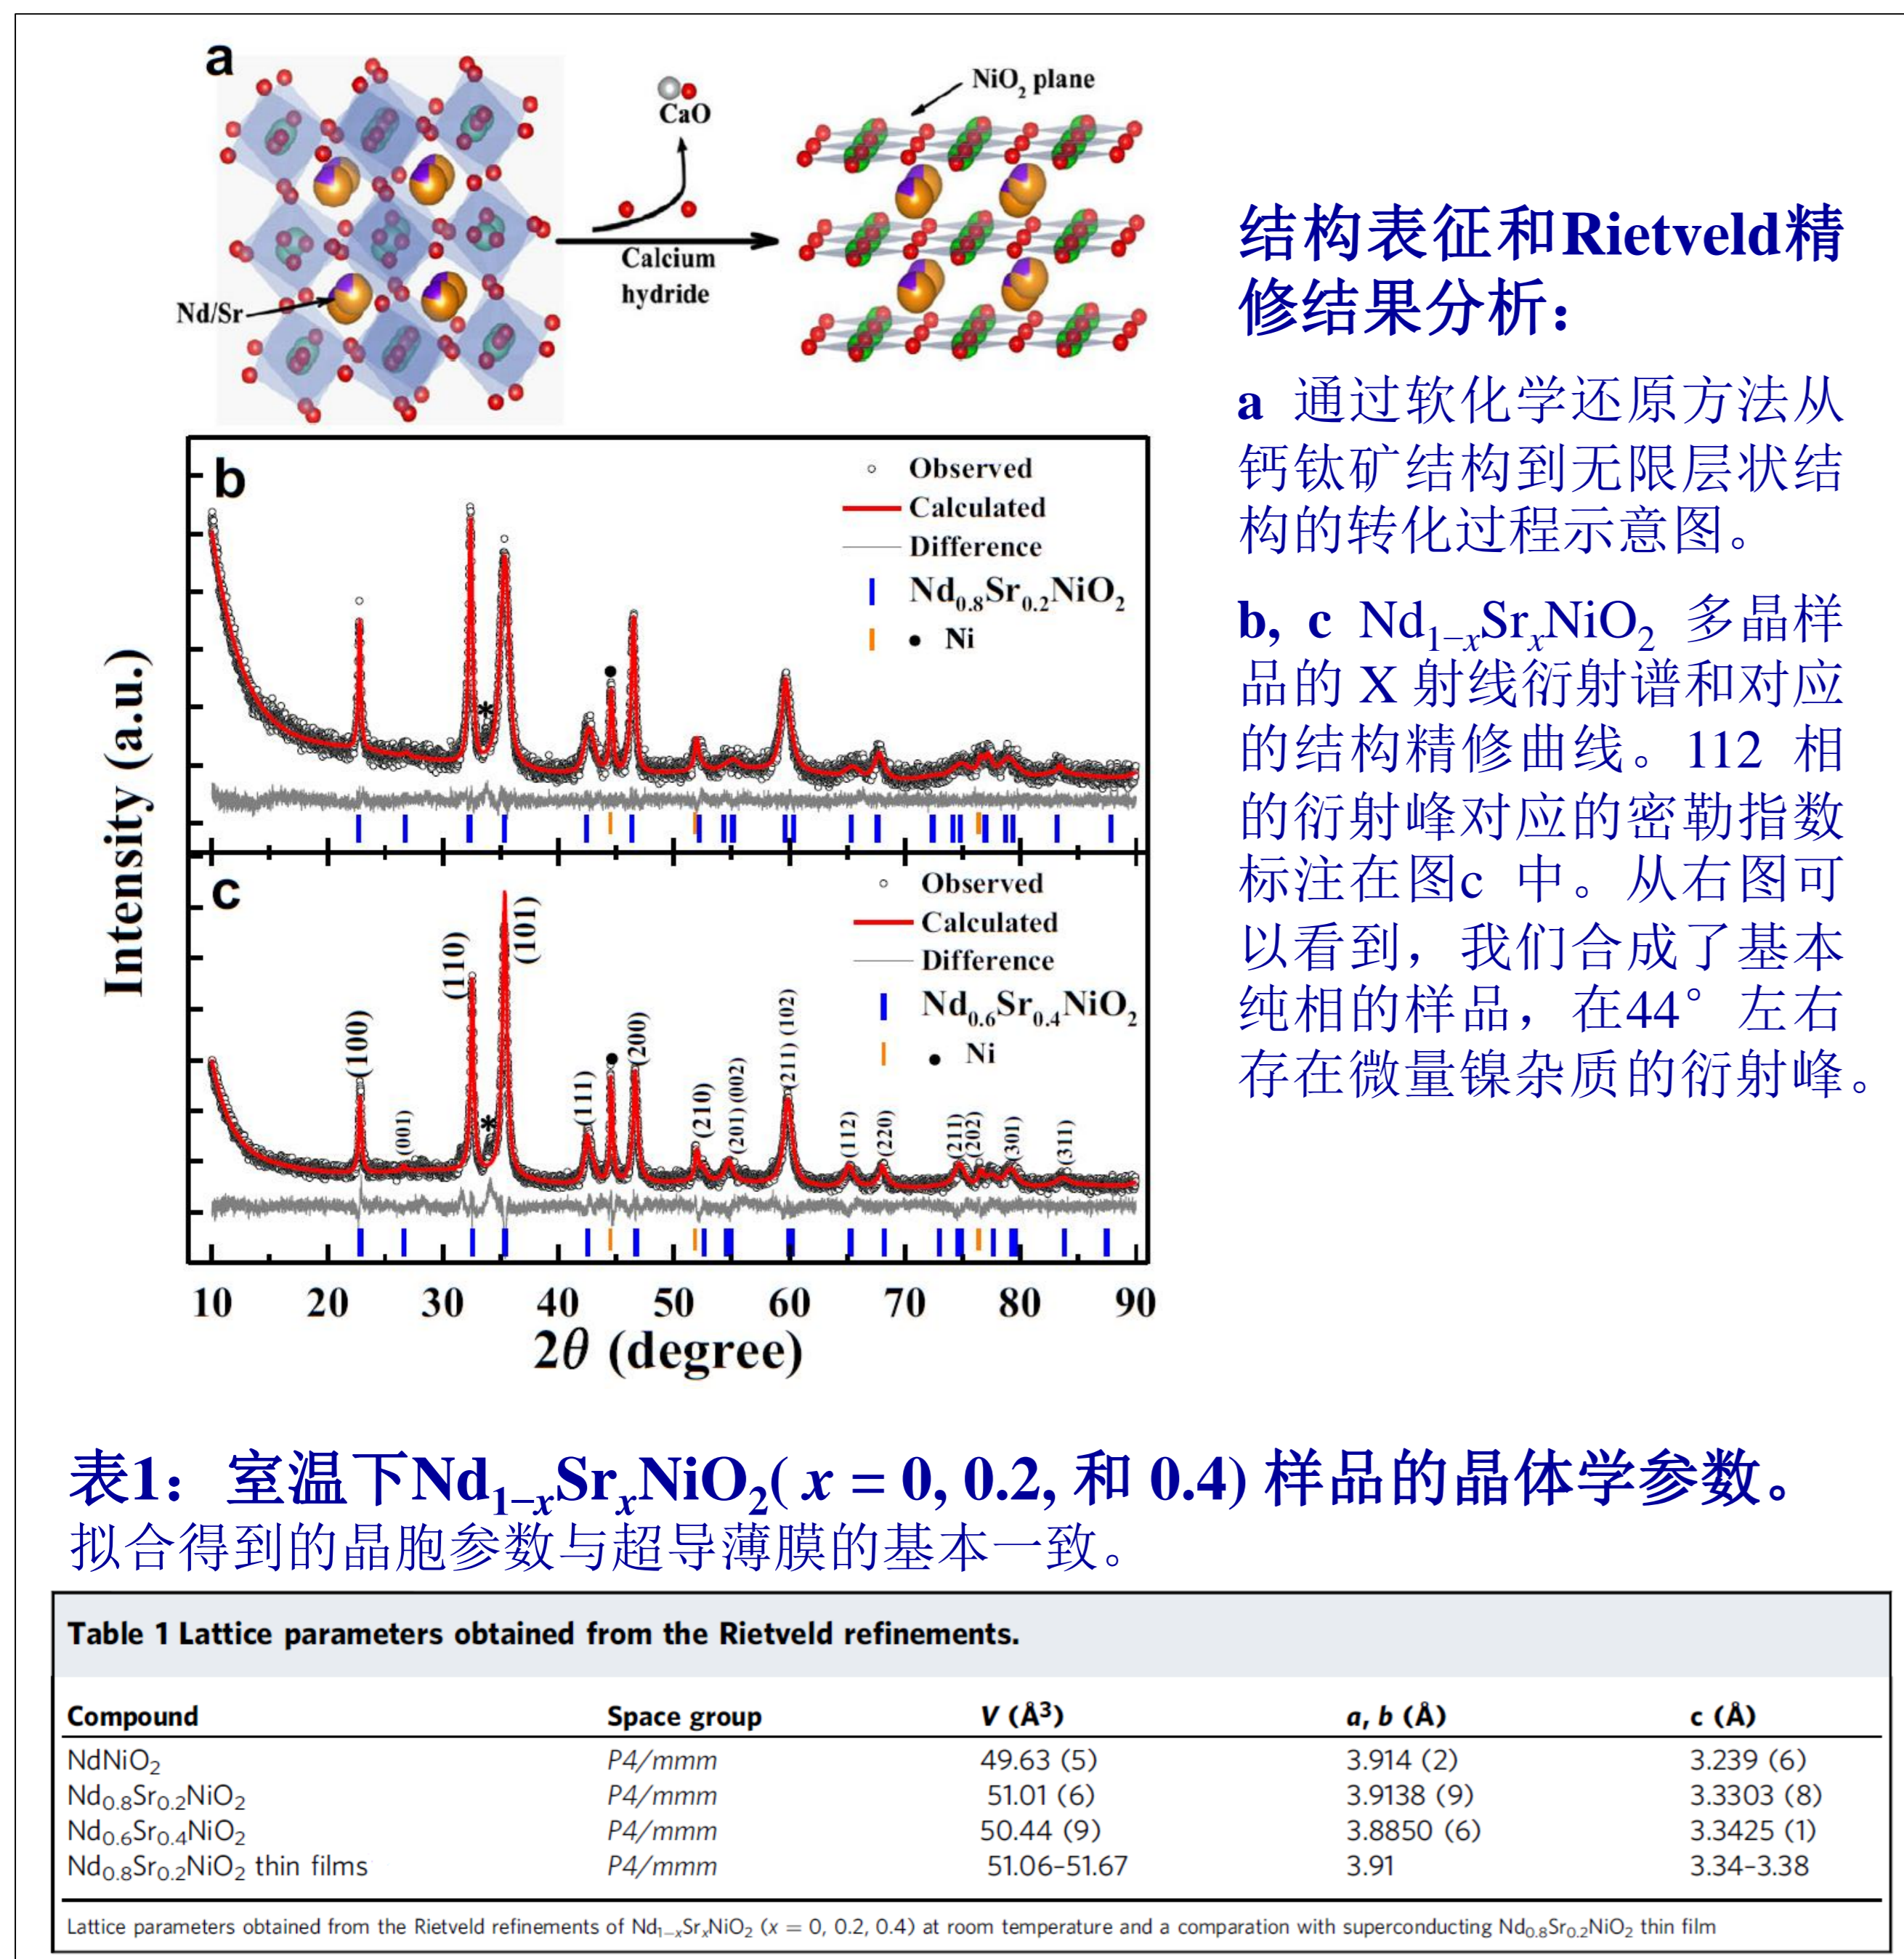 a
CaO
NiO₂ plane
Calcium
hydride
Nd/Sr
结构表征和Rietveld精
修结果分析：
a 通过软化学还原方法从
钙钛矿结构到无限层状结
构的转化过程示意图。
b, c Nd₁₋ₓSrₓNiO₂ 多晶样
品的 X 射线衍射谱和对应
的结构精修曲线。112 相
的衍射峰对应的密勒指数
标注在图c 中。从右图可
以看到，我们合成了基本
纯相的样品，在44° 左右
存在微量镍杂质的衍射峰。
b
Observed
Calculated
Difference
Nd₀.₈Sr₀.₂NiO₂
• Ni
*
Intensity (a.u.)
c
Observed
Calculated
Difference
Nd₀.₆Sr₀.₄NiO₂
• Ni
(100)
(001)
(110)
*
(101)
(111)
(200)
(210)
(201) (002)
(211) (102)
(112)
(220)
(211)
(202)
(301)
(311)
10 20 30 40 50 60 70 80 90
2θ (degree)
表1：室温下Nd₁₋ₓSrₓNiO₂( x = 0, 0.2, 和 0.4) 样品的晶体学参数。
拟合得到的晶胞参数与超导薄膜的基本一致。
Table 1 Lattice parameters obtained from the Rietveld refinements.
Compound Space group V (Å³) a, b (Å) c (Å)
NdNiO₂ P4/mmm 49.63 (5) 3.914 (2) 3.239 (6)
Nd₀.₈Sr₀.₂NiO₂ P4/mmm 51.01 (6) 3.9138 (9) 3.3303 (8)
Nd₀.₆Sr₀.₄NiO₂ P4/mmm 50.44 (9) 3.8850 (6) 3.3425 (1)
Nd₀.₈Sr₀.₂NiO₂ thin films P4/mmm 51.06–51.67 3.91 3.34–3.38
Lattice parameters obtained from the Rietveld refinements of Nd₁₋ₓSrₓNiO₂ (x = 0, 0.2, 0.4) at room temperature and a comparation with superconducting Nd₀.₈Sr₀.₂NiO₂ thin film